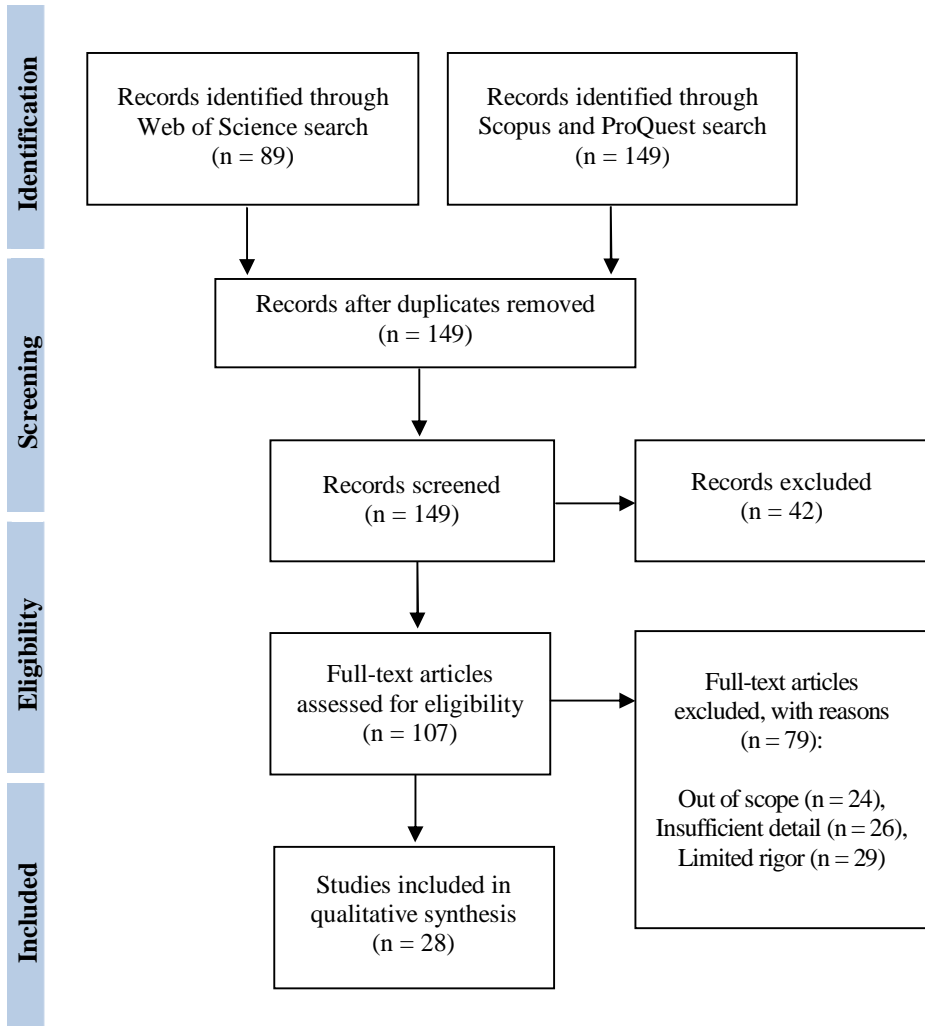 Identification
Records identified through
Web of Science search
(n = 89)
Records identified through
Scopus and ProQuest search
(n = 149)
Screening
Records after duplicates removed
(n = 149)
Records screened
(n = 149)
Records excluded
(n = 42)
Eligibility
Full-text articles
assessed for eligibility
(n = 107)
Full-text articles
excluded, with reasons
(n = 79):
Out of scope (n = 24),
Insufficient detail (n = 26),
Limited rigor (n = 29)
Included
Studies included in
qualitative synthesis
(n = 28)